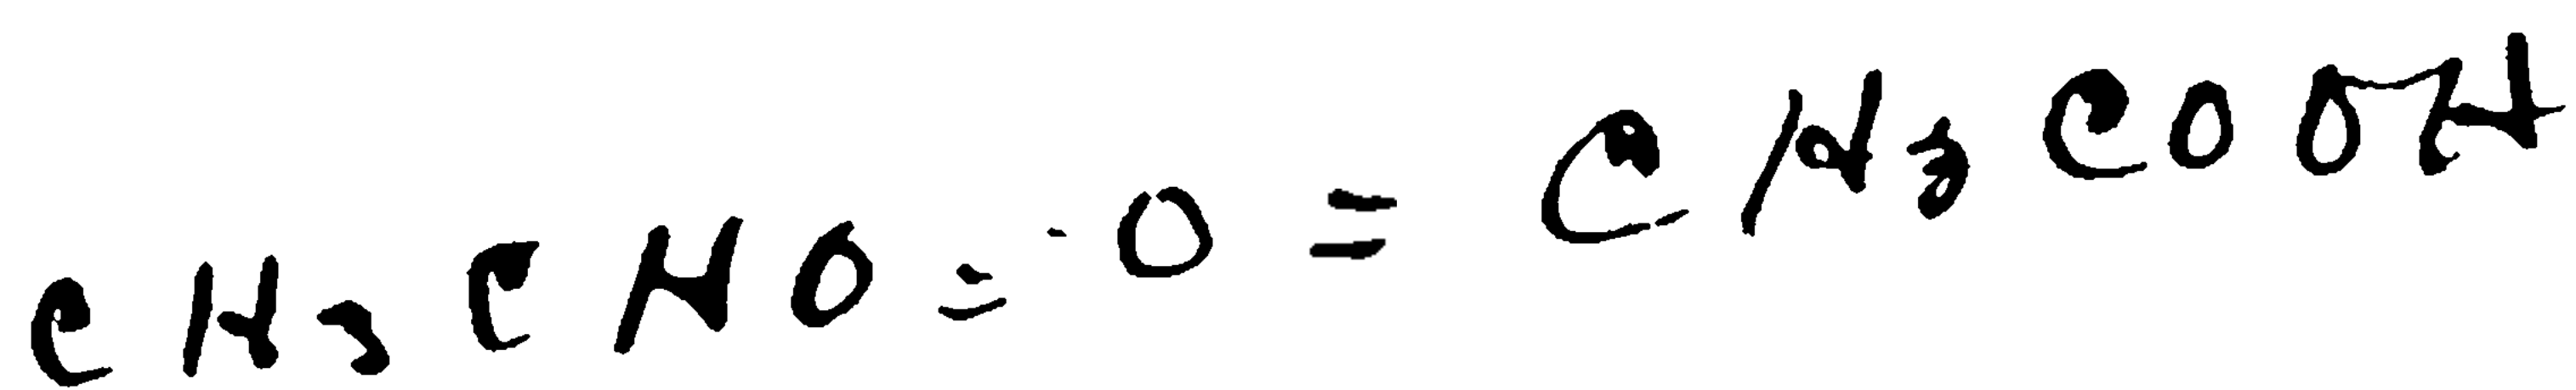 CH3CHO = -O = CH3COOH